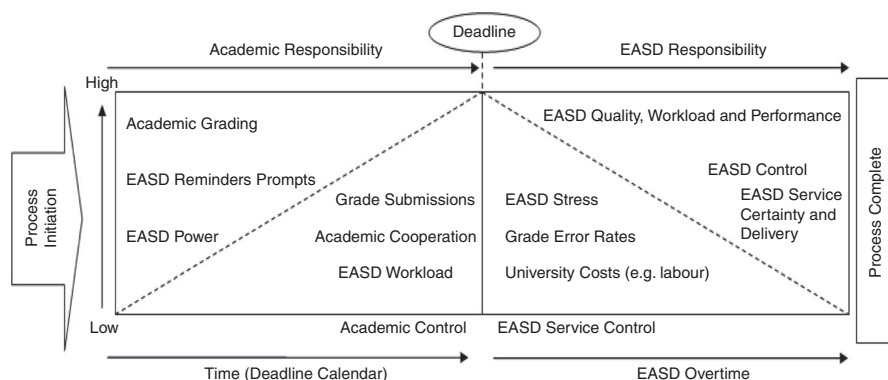 Deadline
Academic Responsibility
EASD Responsibility
High
Academic Grading
EASD Quality, Workload and Performance
EASD Control
EASD Reminders Prompts
Grade Submissions
EASD Stress
EASD Service
Certainty and
Delivery
EASD Power
Academic Cooperation
Grade Error Rates
EASD Workload
University Costs (e.g. labour)
Process
Initiation
Process Complete
Low
Academic Control
EASD Service Control
Time (Deadline Calendar)
EASD Overtime